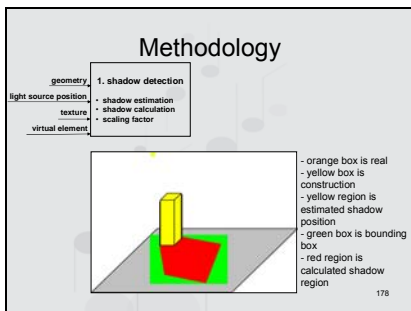 Methodology
geometry
light source position
texture
virtual element
1. shadow detection
• shadow estimation
• shadow calculation
• scaling factor
- orange box is real
- yellow box is
construction
- yellow region is
estimated shadow
position
- green box is bounding
box
- red region is
calculated shadow
region
178